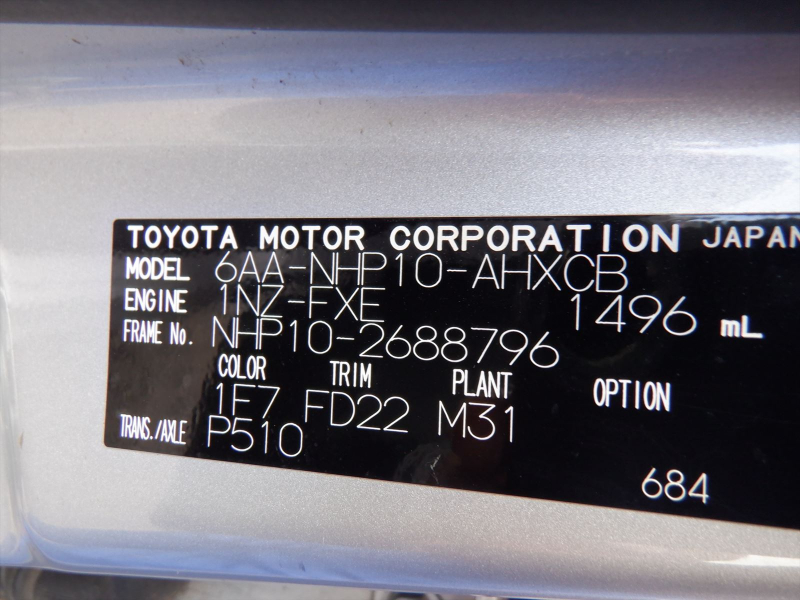 TOYOTA MOTOR CORPORATION JAPAN
MODEL 6AA-NHP10-AHXCB
ENGINE 1NZ-FXE 1496 mL
FRAME No. NHP10-2688796
COLOR TRIM PLANT OPTION
1E7 FD22 M31
TRANS./AXLE P510
684